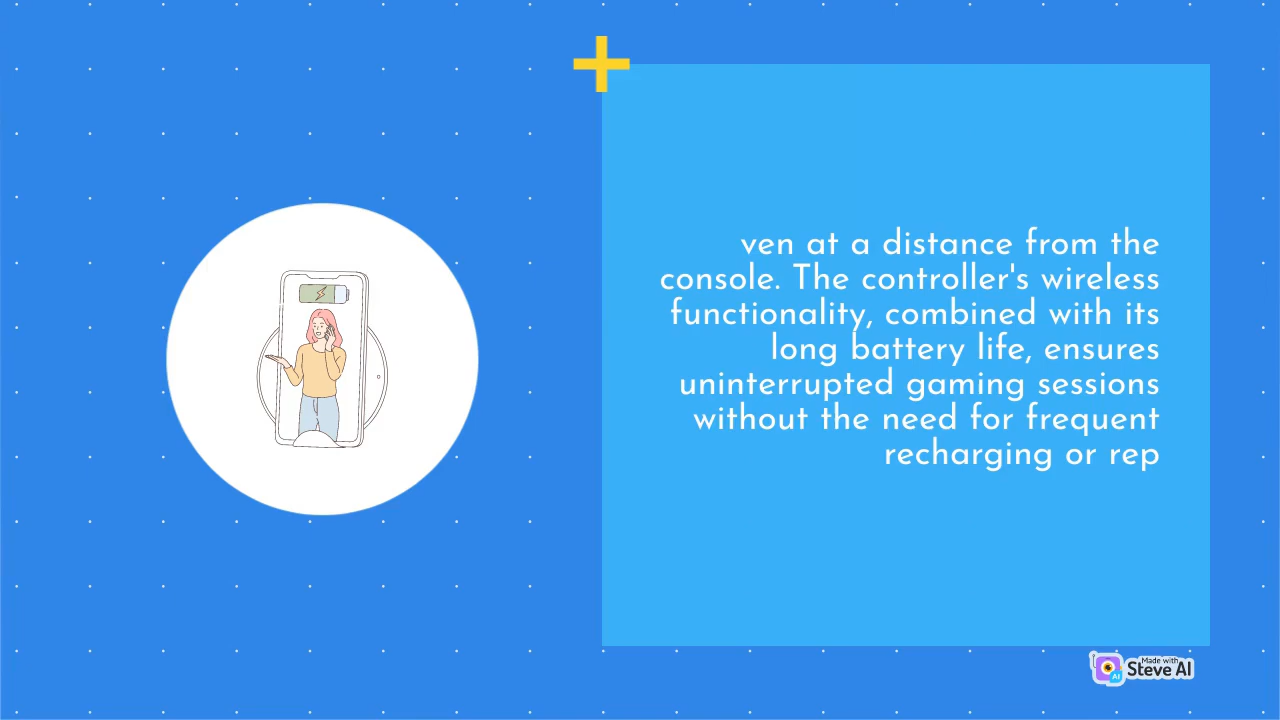 ven at a distance from the
console. The controller's wireless
functionality, combined with its
long battery life, ensures
uninterrupted gaming sessions
without the need for frequent
recharging or rep
Made with
Steve AI
AI